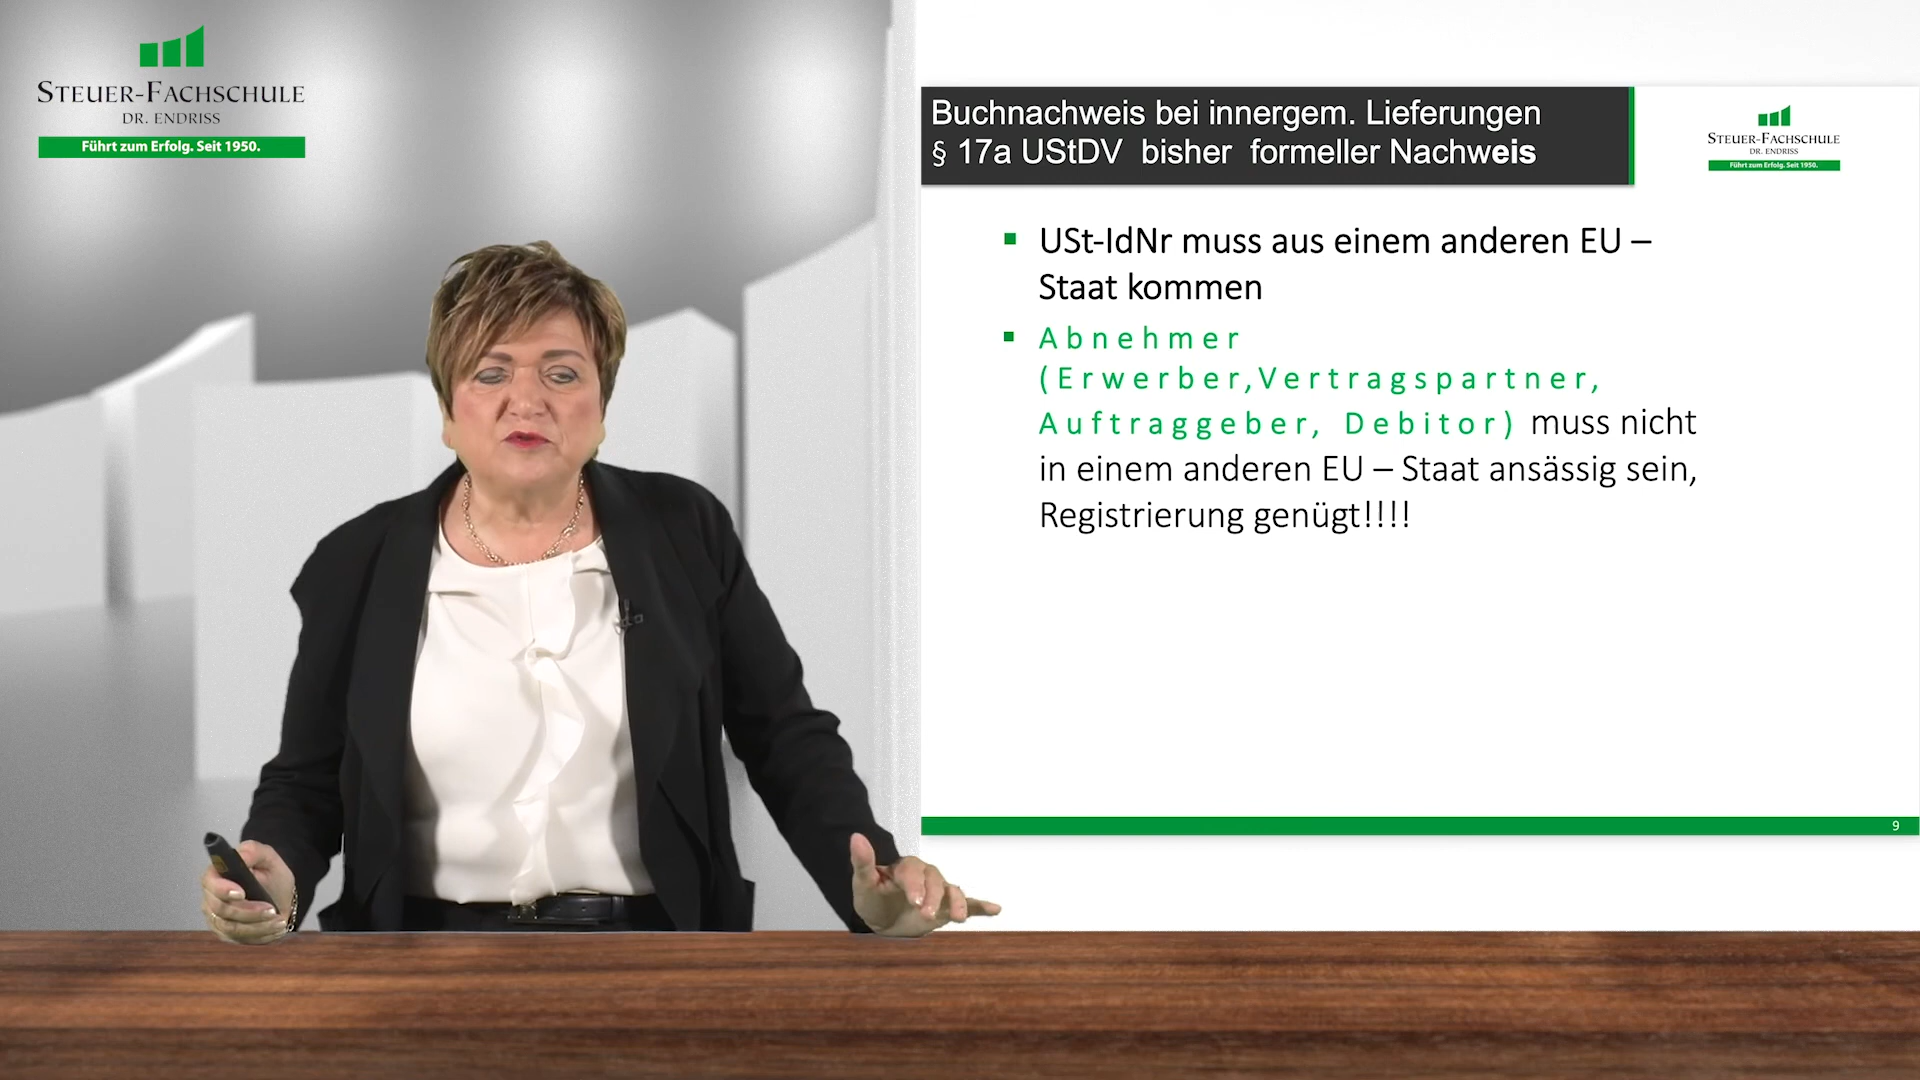 STEUER-FACHSCHULE
DR. ENDRISS
Führt zum Erfolg. Seit 1950.
Buchnachweis bei innergem. Lieferungen
§ 17a UStDV bisher formeller Nachweis
STEUER-FACHSCHULE
DR. ENDRISS
Führt zum Erfolg. Seit 1950.
▪ USt-IdNr muss aus einem anderen EU –
Staat kommen
▪ Abnehmer
(Erwerber,Vertragspartner,
Auftraggeber, Debitor) muss nicht
in einem anderen EU – Staat ansässig sein,
Registrierung genügt!!!!
9